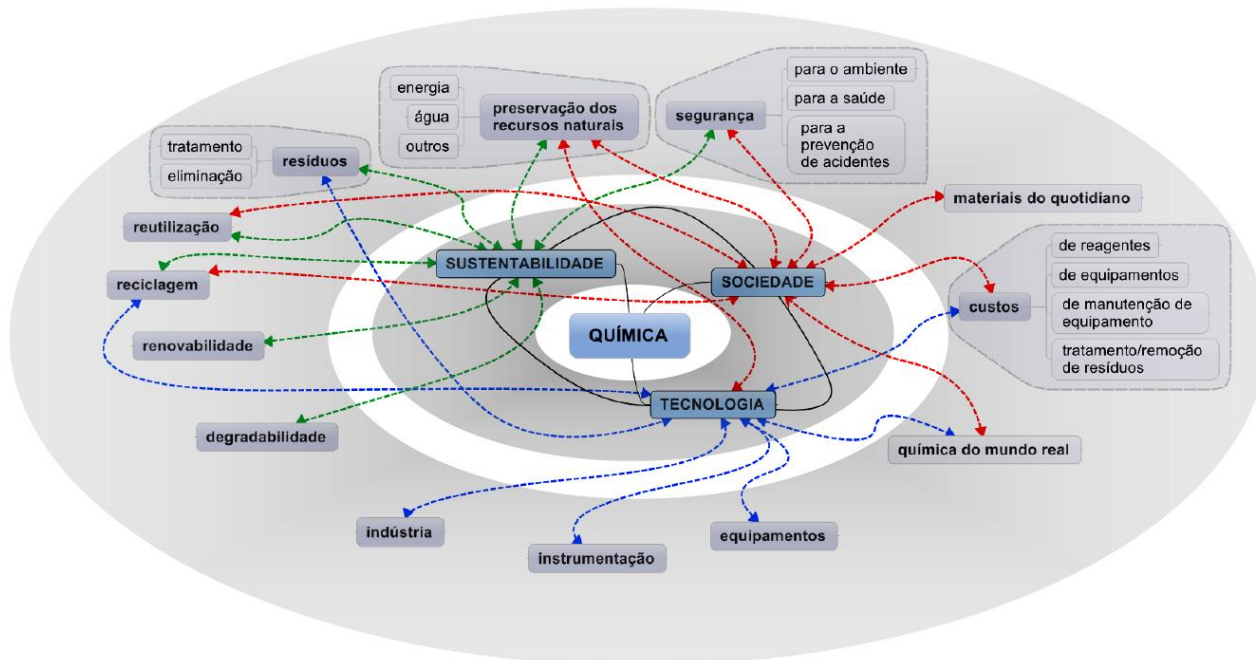 energia
água
outros
preservação dos
recursos naturais
segurança
para o ambiente
para a saúde
para a
prevenção
de acidentes
tratamento
eliminação
resíduos
materiais do quotidiano
reutilização
reciclagem
renovabilidade
degradabilidade
SUSTENTABILIDADE
SOCIEDADE
QUÍMICA
TECNOLOGIA
custos
de reagentes
de equipamentos
de manutenção de
equipamento
tratamento/remoção
de resíduos
química do mundo real
indústria
instrumentação
equipamentos